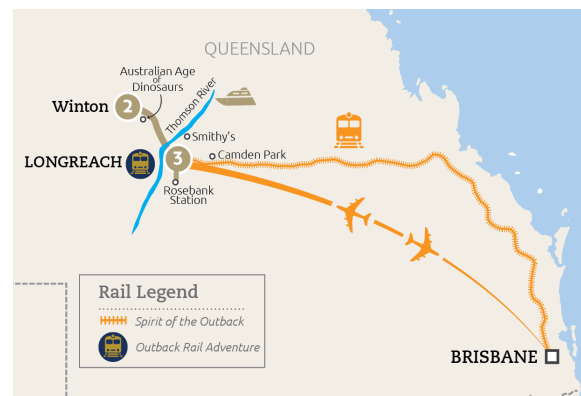 QUEENSLAND
Australian Age
of
Dinosaurs
Thomson River
Winton
2
Smithy's
LONGREACH
3
Camden Park
Rosebank
Station
Rail Legend
Spirit of the Outback
Outback Rail Adventure
BRISBANE